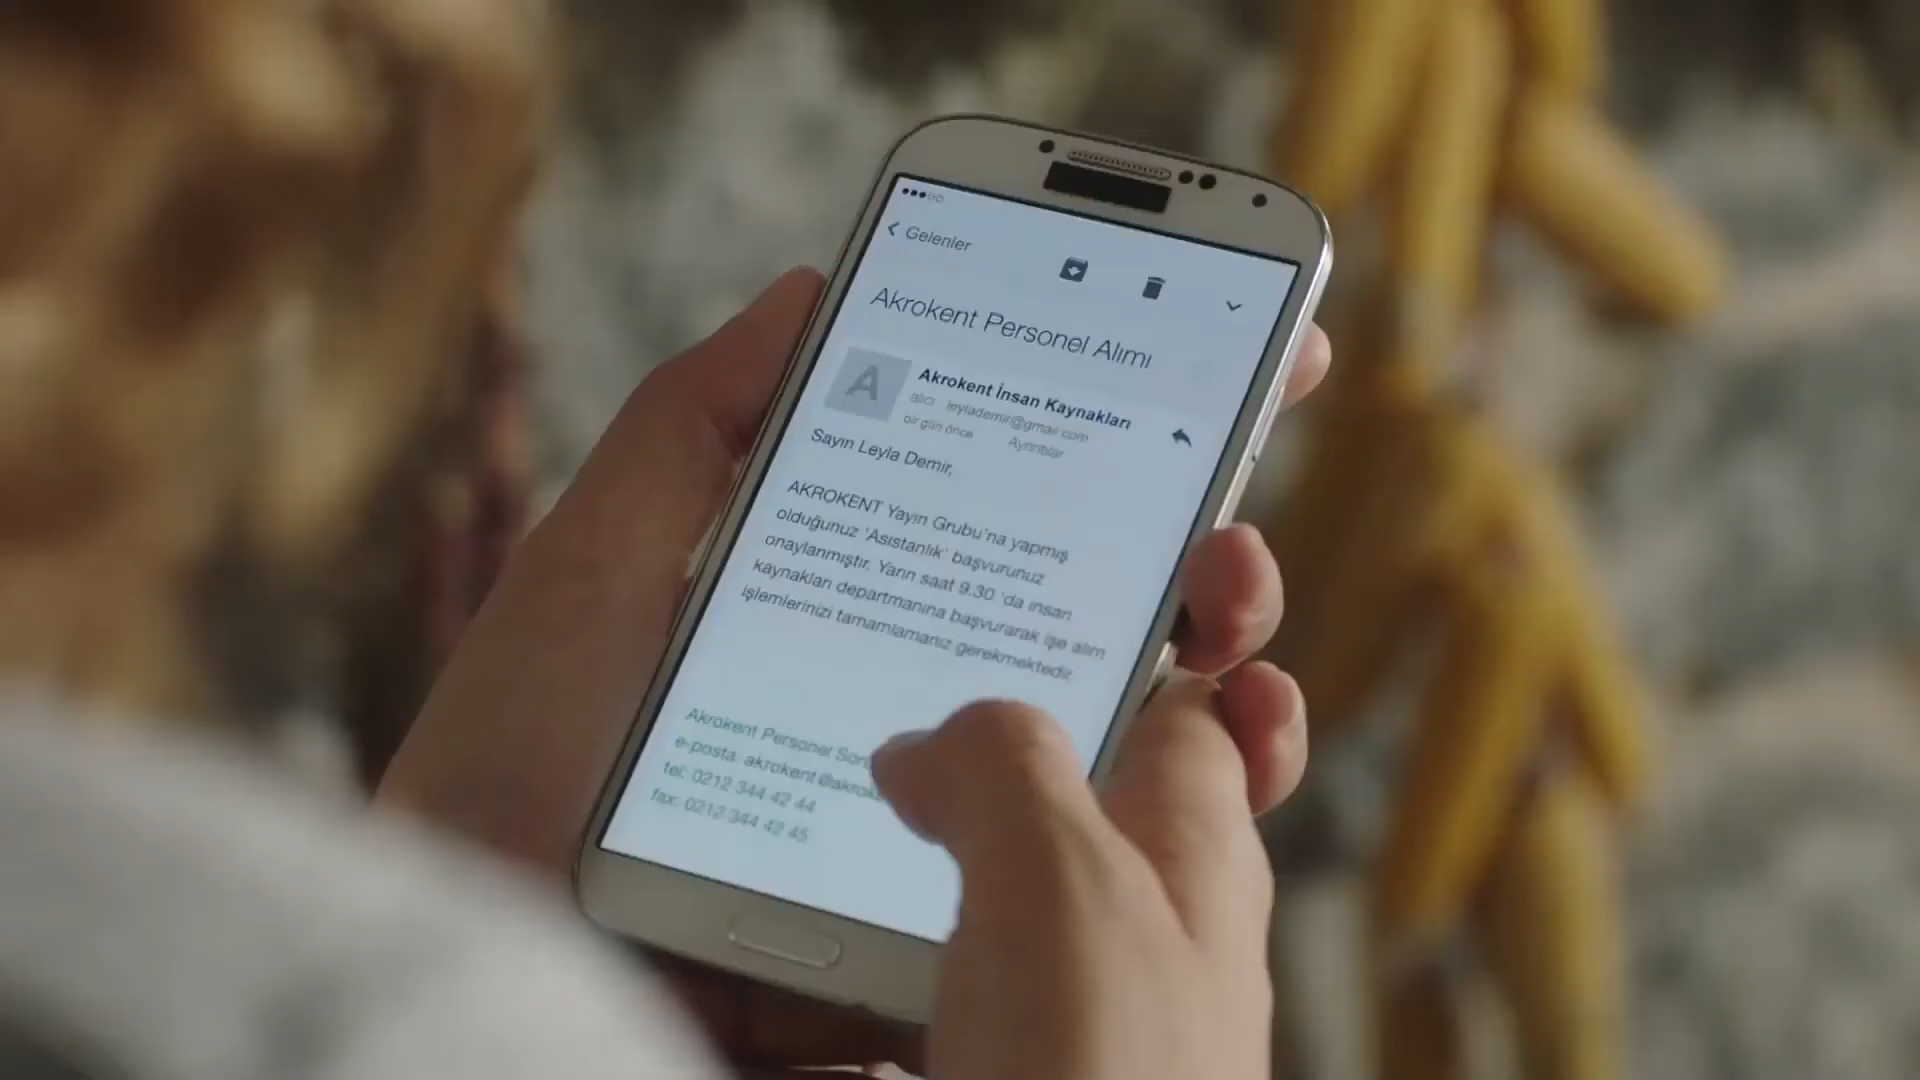 Gelenler
Akrokent Personel Alımı
A
Akrokent İnsan Kaynakları
alıcı leylademir@gmail.com
bir gün önce Ayrıntılar
Sayın Leyla Demir,
AKROKENT Yayın Grubu'na yapmış
olduğunuz 'Asistanlık' başvurunuz
onaylanmıştır. Yarın saat 9.30 'da insan
kaynakları departmanına başvurarak işe alım
işlemlerinizi tamamlamanız gerekmektedir.
Akrokent Personel
e-posta: akrokent@
tel: 0212 344 42 44
fax: 0212 344 42 45